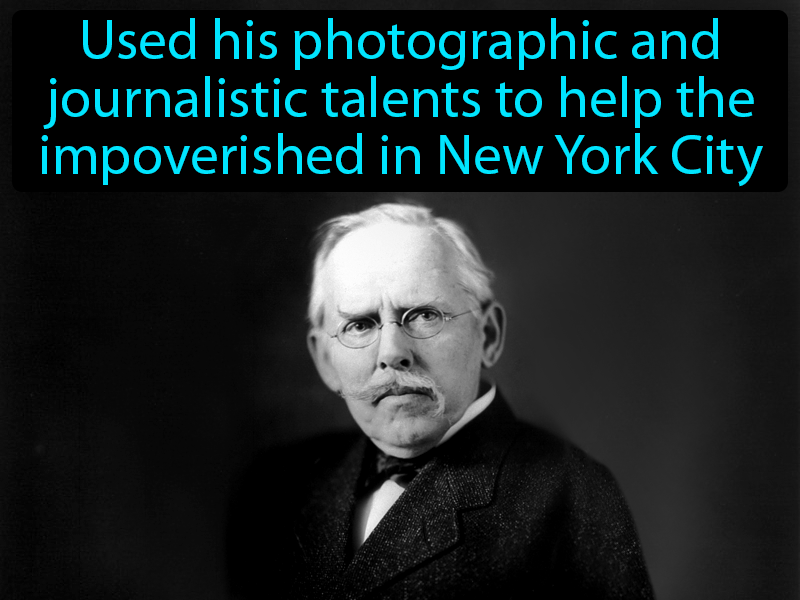 Used his photographic and
journalistic talents to help the
impoverished in New York City